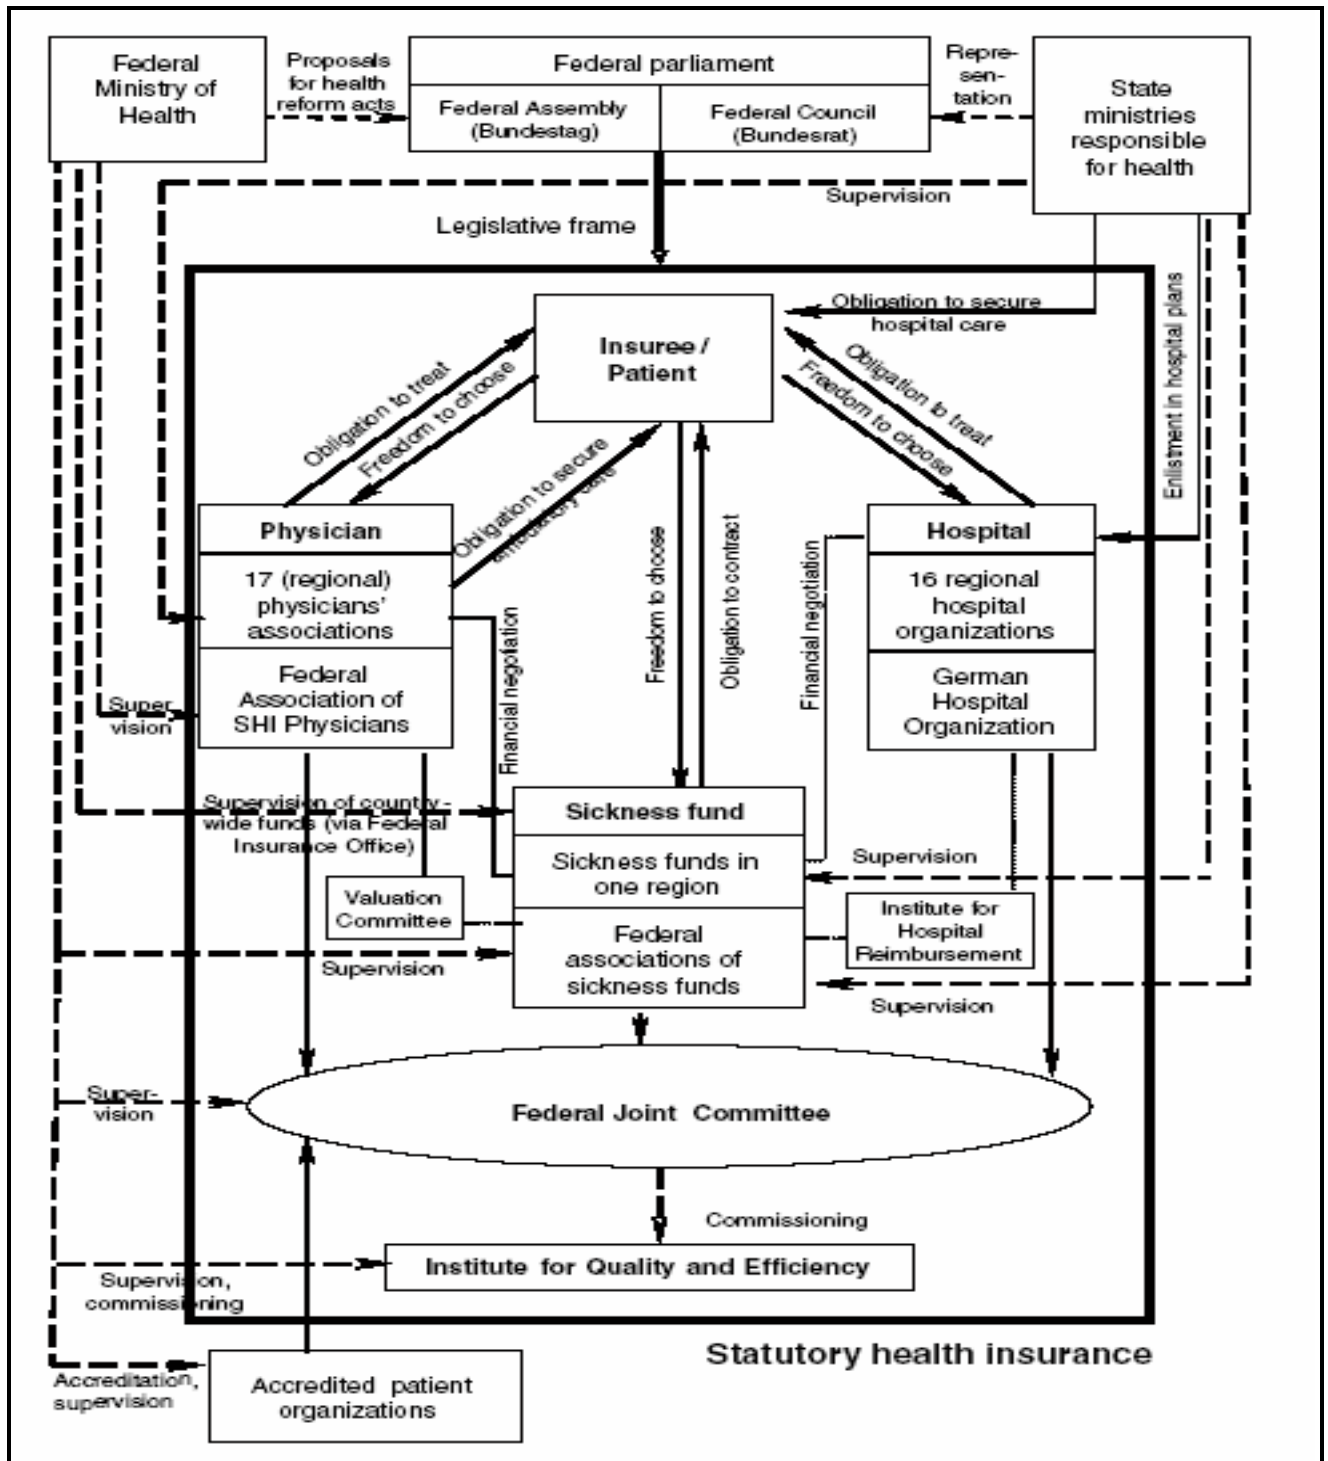 Federal
Ministry of
Health
Proposals
for health
reform acts
Federal parliament
Federal Assembly
(Bundestag)
Federal Council
(Bundesrat)
Repre-
sen-
tation
State
ministries
responsible
for health
Supervision
Legislative frame
Obligation to secure
hospital care
Enlistment in hospital plans
Insuree /
Patient
Obligation to treat
Freedom to choose
Obligation to secure
ambulatory care
Freedom to choose
Obligation to contract
Obligation to treat
Freedom to choose
Physician
17 (regional)
physicians'
associations
Federal
Association of
SHI Physicians
Financial negotiation
Financial negotiation
Hospital
16 regional
hospital
organizations
German
Hospital
Organization
Super
vision
Supervision of country -
wide funds (via Federal
Insurance Office)
Sickness fund
Sickness funds in
one region
Federal
associations of
sickness funds
Supervision
Valuation
Committee
Institute for
Hospital
Reimbursement
Supervision
Supervision
Super-
vision
Federal Joint Committee
Commissioning
Institute for Quality and Efficiency
Supervision,
commissioning
Statutory health insurance
Accreditation,
supervision
Accredited patient
organizations